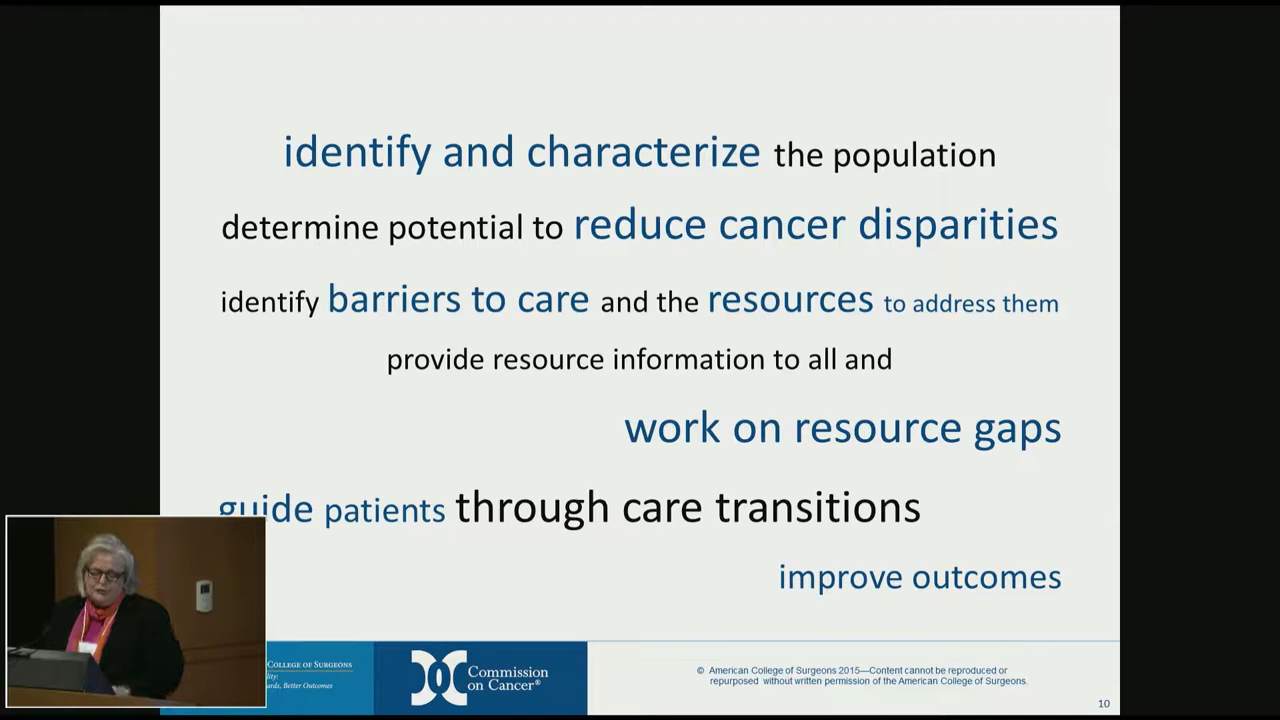 identify and characterize the population
determine potential to reduce cancer disparities
identify barriers to care and the resources to address them
provide resource information to all and
work on resource gaps
guide patients through care transitions
improve outcomes
COLLEGE OF SURGEONS
Better Outcomes
Commission
on Cancer®
© American College of Surgeons 2015—Content cannot be reproduced or
repurposed without written permission of the American College of Surgeons.
10